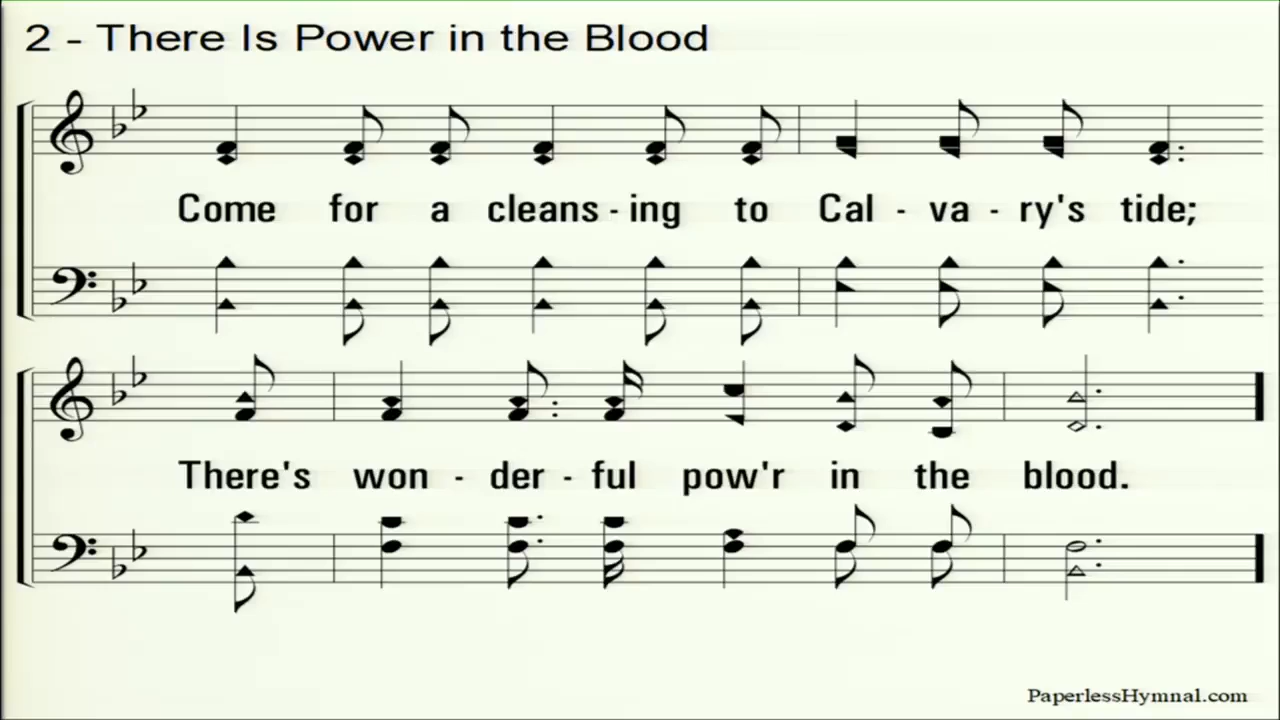 2 - There Is Power in the Blood
Come for a cleans - ing to Cal - va - ry's tide;
There's won - der - ful pow'r in the blood.
PaperlessHymnal.com